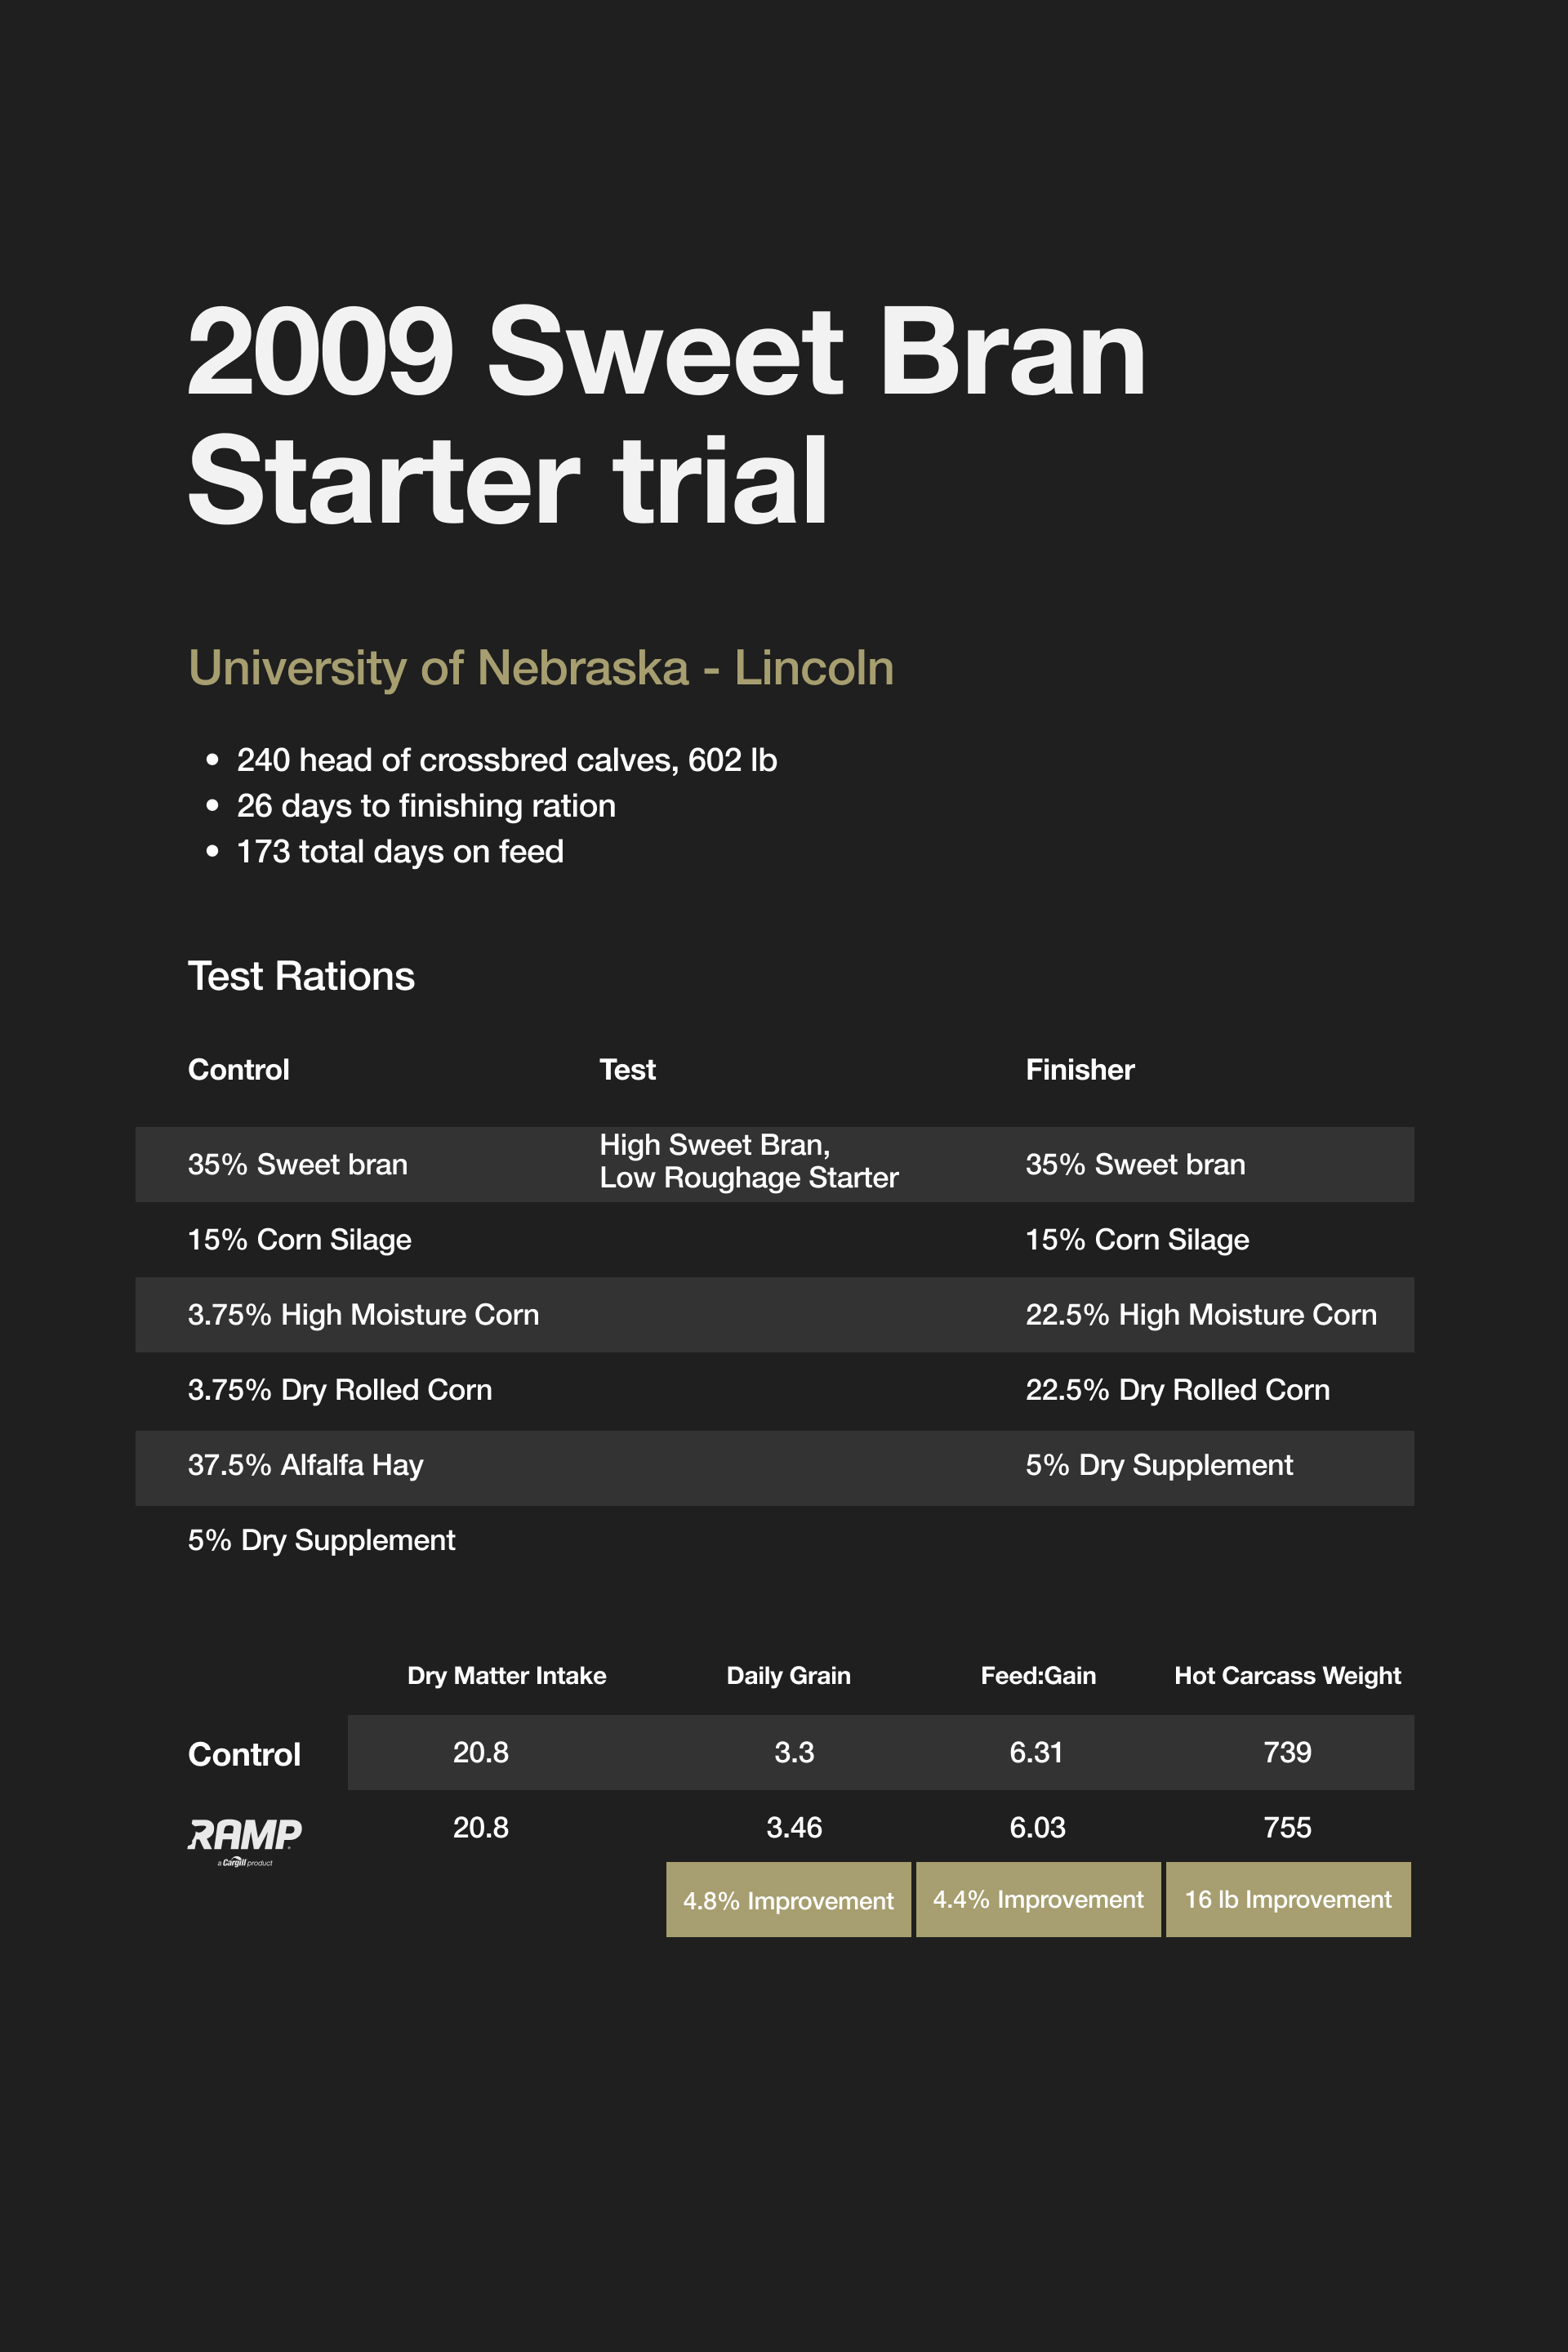 2009 Sweet Bran
Starter trial
University of Nebraska - Lincoln
• 240 head of crossbred calves, 602 lb
• 26 days to finishing ration
• 173 total days on feed
Test Rations
Control Test Finisher
35% Sweet bran High Sweet Bran, Low Roughage Starter 35% Sweet bran
15% Corn Silage 15% Corn Silage
3.75% High Moisture Corn 22.5% High Moisture Corn
3.75% Dry Rolled Corn 22.5% Dry Rolled Corn
37.5% Alfalfa Hay 5% Dry Supplement
5% Dry Supplement
Dry Matter Intake Daily Grain Feed:Gain Hot Carcass Weight
Control 20.8 3.3 6.31 739
RAMP 20.8 3.46 6.03 755
a Cargill product
4.8% Improvement 4.4% Improvement 16 lb Improvement